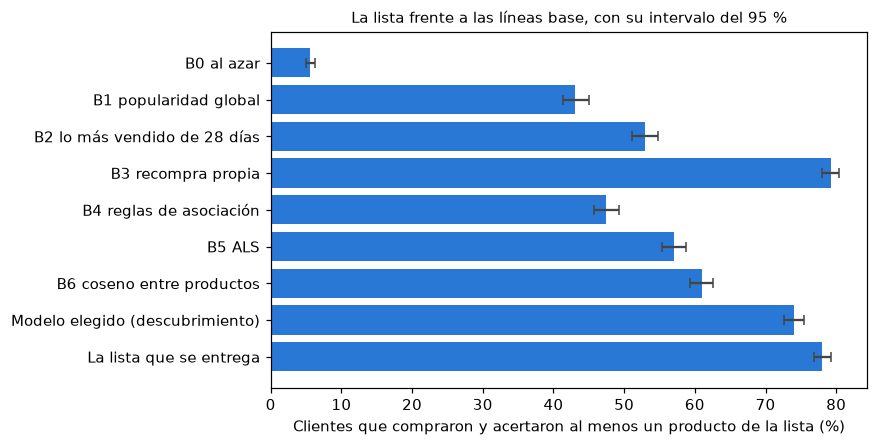 La lista frente a las líneas base, con su intervalo del 95 %
B0 al azar
B1 popularidad global
B2 lo más vendido de 28 días
B3 recompra propia
B4 reglas de asociación
B5 ALS
B6 coseno entre productos
Modelo elegido (descubrimiento)
La lista que se entrega
0 10 20 30 40 50 60 70 80
Clientes que compraron y acertaron al menos un producto de la lista (%)